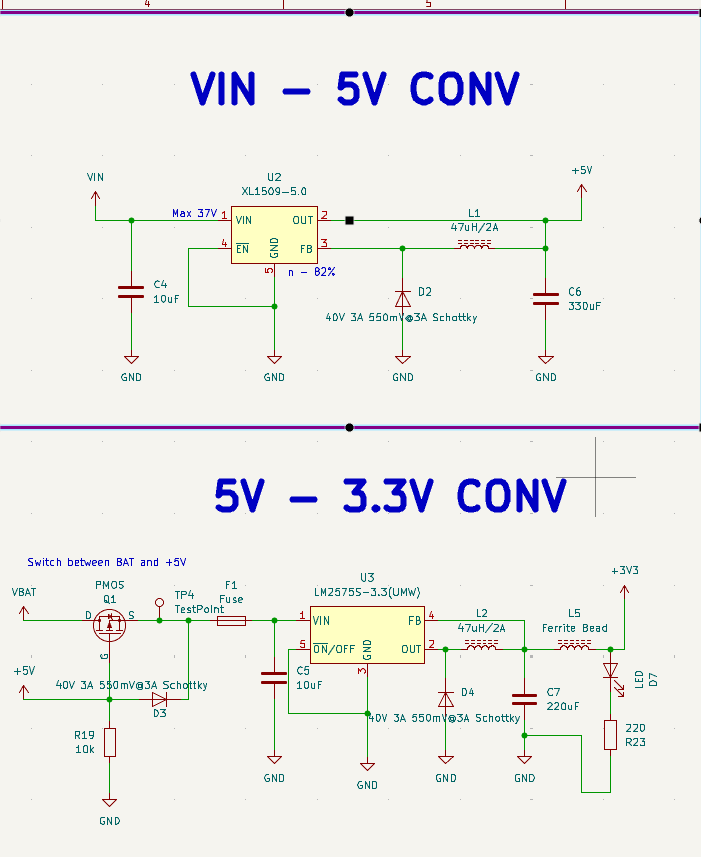 4 5
VIN - 5V CONV
VIN
U2
XL1509-5.0
+5V
Max 37V
1 VIN OUT 2
L1
47uH/2A
4 EN FB 3
GND
5
n - 82%
C4
10uF
D2
40V 3A 550mV@3A Schottky
C6
330uF
GND GND GND GND
5V - 3.3V CONV
Switch between BAT and +5V
VBAT
PMOS
Q1
D S
G
TP4
TestPoint
F1
Fuse
U3
LM2575S-3.3(UMW)
1 VIN FB 4
5 ON/OFF OUT 2
GND
3
L2
47uH/2A
L5
Ferrite Bead
+3V3
+5V
40V 3A 550mV@3A Schottky
D3
C5
10uF
D4
40V 3A 550mV@3A Schottky
C7
220uF
LED
D7
R19
10k
220
R23
GND GND GND GND GND